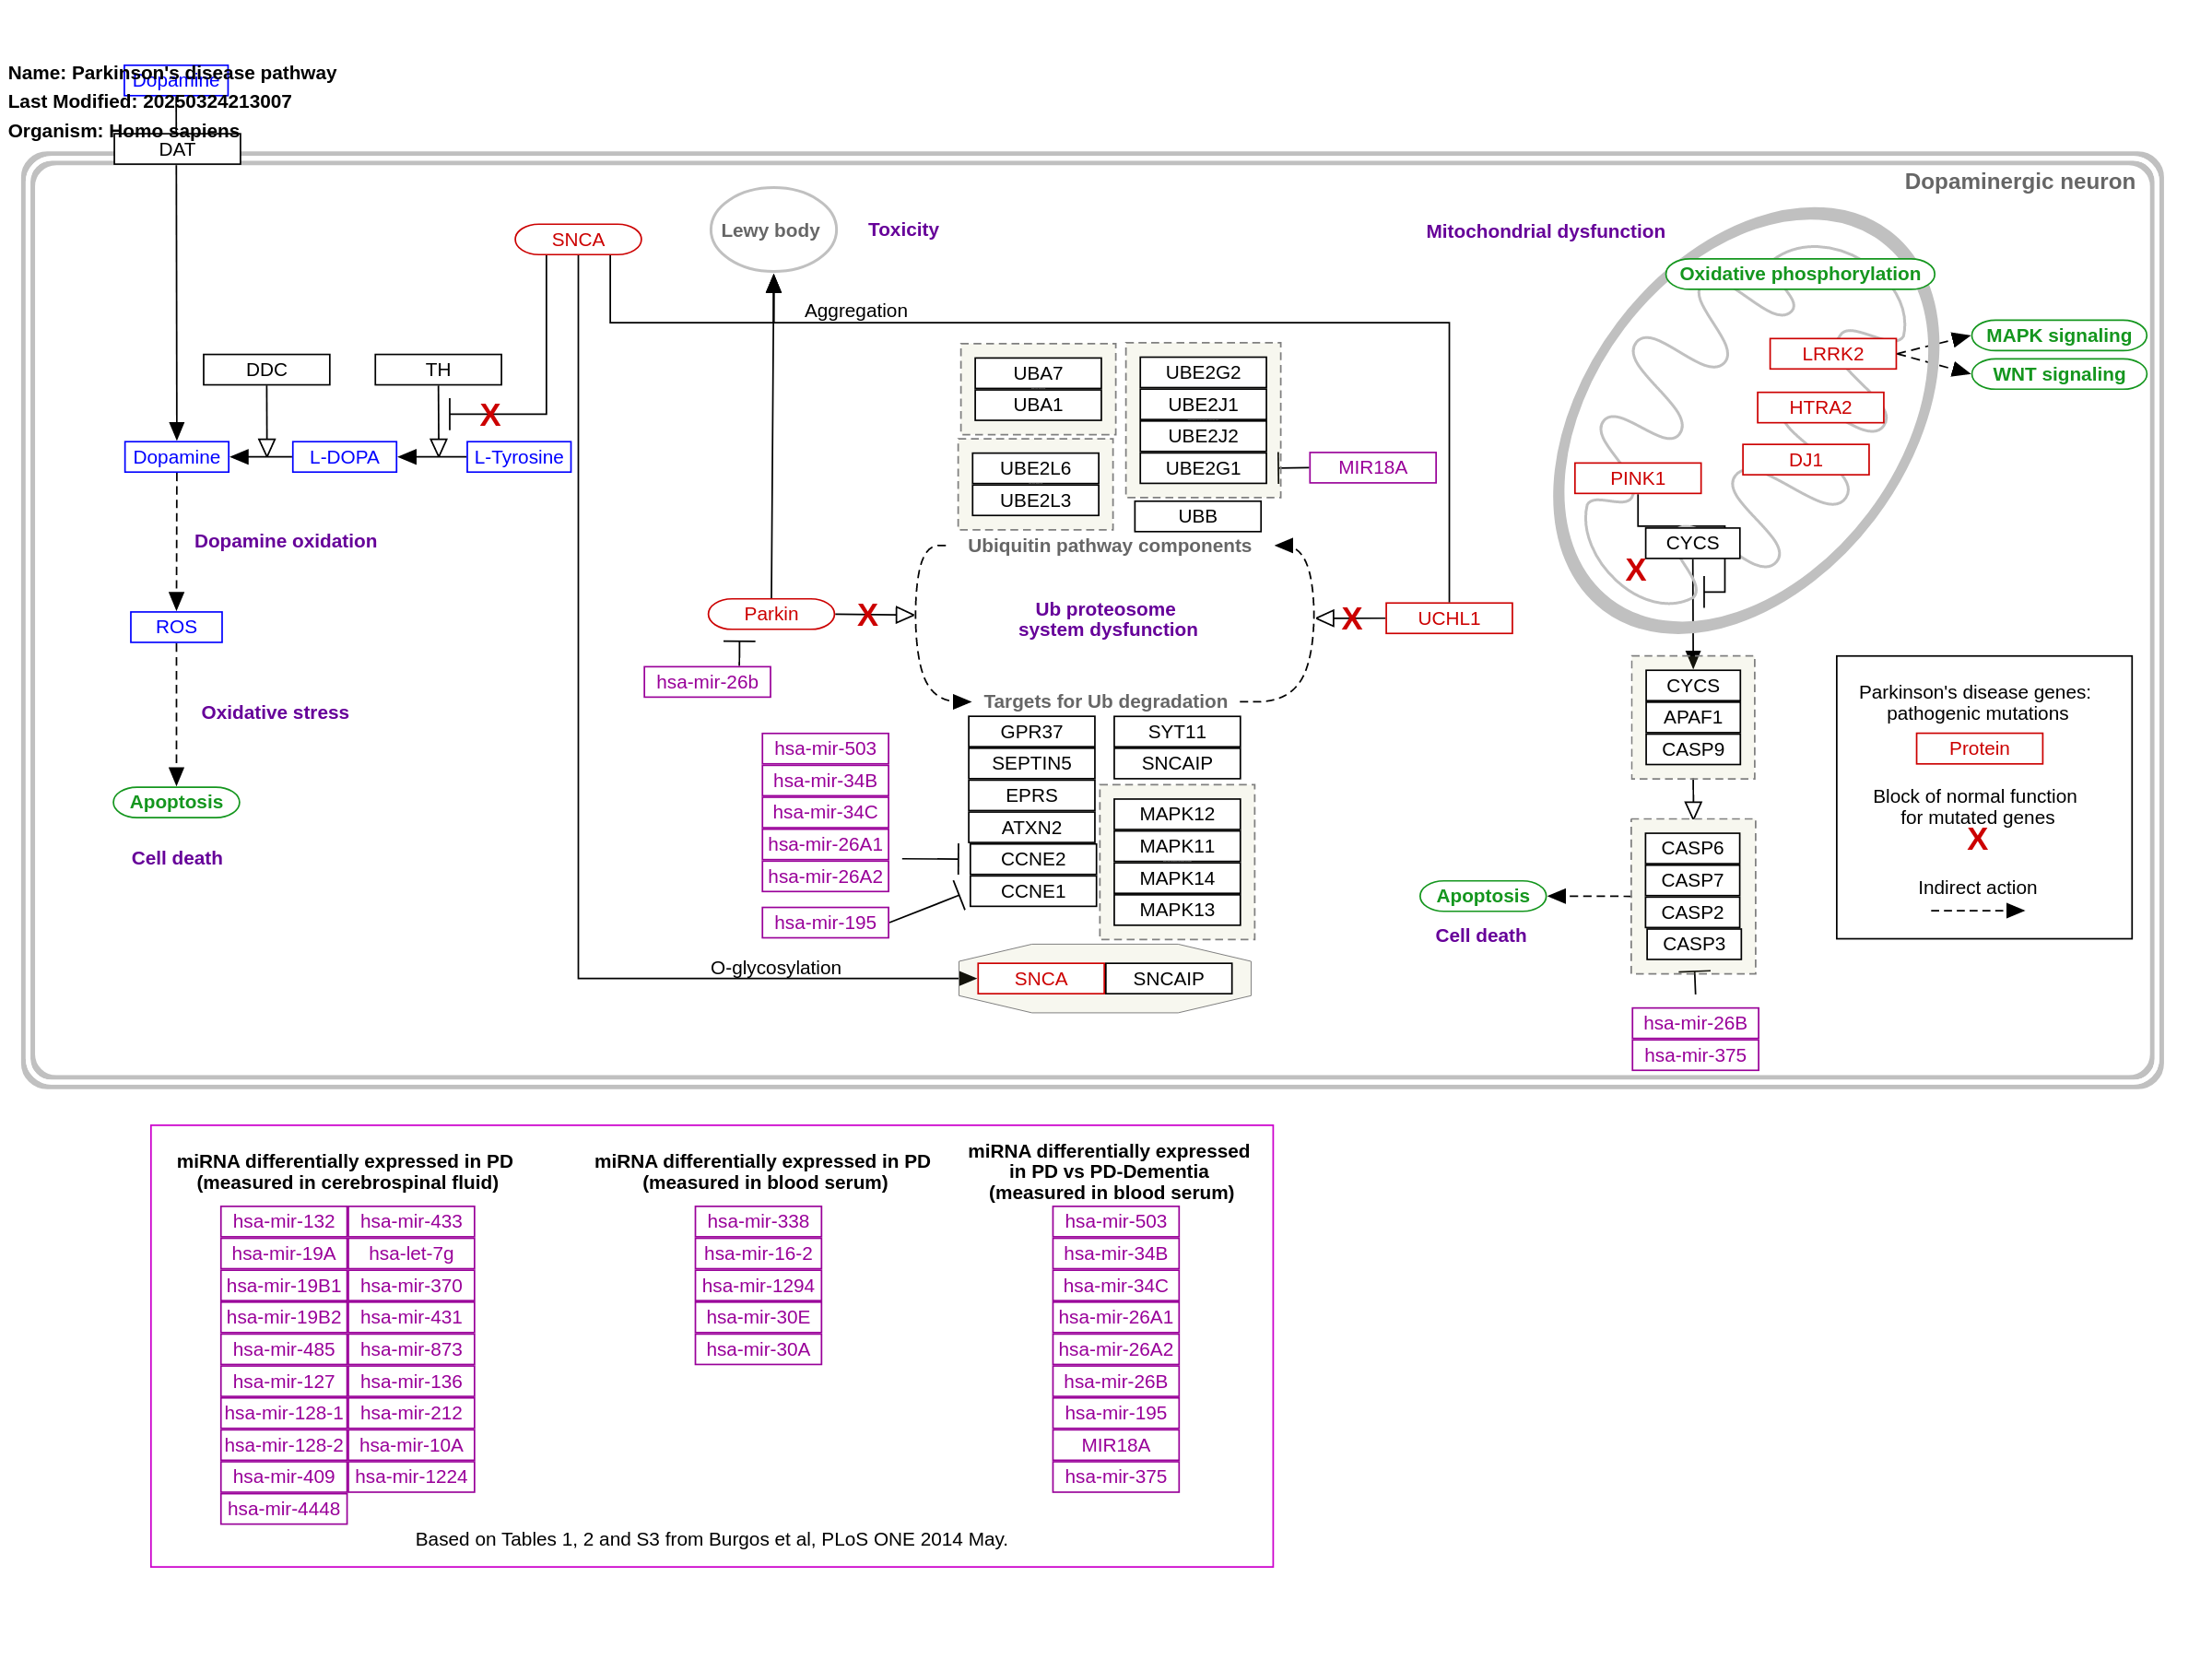 Name: Parkinson's disease pathway
Dopamine
Last Modified: 20250324213007
Organism: Homo sapiens
DAT
Dopaminergic neuron
Lewy body
Toxicity
SNCA
Mitochondrial dysfunction
Oxidative phosphorylation
Aggregation
MAPK signaling
LRRK2
WNT signaling
DDC
TH
UBA7
UBA1
UBE2G2
UBE2J1
UBE2J2
UBE2G1
HTRA2
X
Dopamine
L-DOPA
L-Tyrosine
UBE2L6
UBE2L3
MIR18A
DJ1
PINK1
UBB
Dopamine oxidation
Ubiquitin pathway components
CYCS
X
ROS
Parkin
X
Ub proteosome
system dysfunction
X
UCHL1
hsa-mir-26b
Targets for Ub degradation
Oxidative stress
CYCS
APAF1
CASP9
Parkinson's disease genes:
pathogenic mutations
Protein
Block of normal function
for mutated genes
X
Indirect action
hsa-mir-503
hsa-mir-34B
hsa-mir-34C
hsa-mir-26A1
hsa-mir-26A2
hsa-mir-195
GPR37
SEPTIN5
EPRS
ATXN2
CCNE2
CCNE1
SYT11
SNCAIP
MAPK12
MAPK11
MAPK14
MAPK13
Apoptosis
Cell death
CASP6
CASP7
CASP2
CASP3
Apoptosis
Cell death
O-glycosylation
SNCA
SNCAIP
hsa-mir-26B
hsa-mir-375
miRNA differentially expressed in PD
(measured in cerebrospinal fluid)
hsa-mir-132
hsa-mir-433
hsa-mir-19A
hsa-let-7g
hsa-mir-19B1
hsa-mir-370
hsa-mir-19B2
hsa-mir-431
hsa-mir-485
hsa-mir-873
hsa-mir-127
hsa-mir-136
hsa-mir-128-1
hsa-mir-212
hsa-mir-128-2
hsa-mir-10A
hsa-mir-409
hsa-mir-1224
hsa-mir-4448
miRNA differentially expressed in PD
(measured in blood serum)
hsa-mir-338
hsa-mir-16-2
hsa-mir-1294
hsa-mir-30E
hsa-mir-30A
miRNA differentially expressed
in PD vs PD-Dementia
(measured in blood serum)
hsa-mir-503
hsa-mir-34B
hsa-mir-34C
hsa-mir-26A1
hsa-mir-26A2
hsa-mir-26B
hsa-mir-195
MIR18A
hsa-mir-375
Based on Tables 1, 2 and S3 from Burgos et al, PLoS ONE 2014 May.